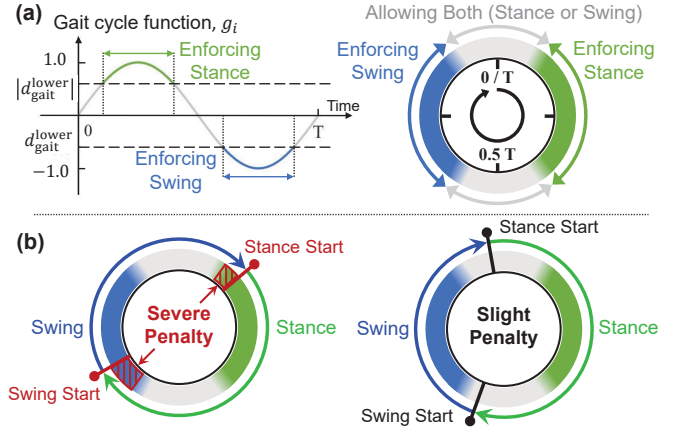 (a)
Gait cycle function, g_i
1.0
|d_gait^lower|
0
Time
T
d_gait^lower
−1.0
Enforcing
Stance
Enforcing
Swing
Allowing Both (Stance or Swing)
Enforcing
Swing
Enforcing
Stance
0 / T
0.5 T
(b)
Stance Start
Swing
Severe
Penalty
Stance
Swing Start
Stance Start
Swing
Slight
Penalty
Stance
Swing Start